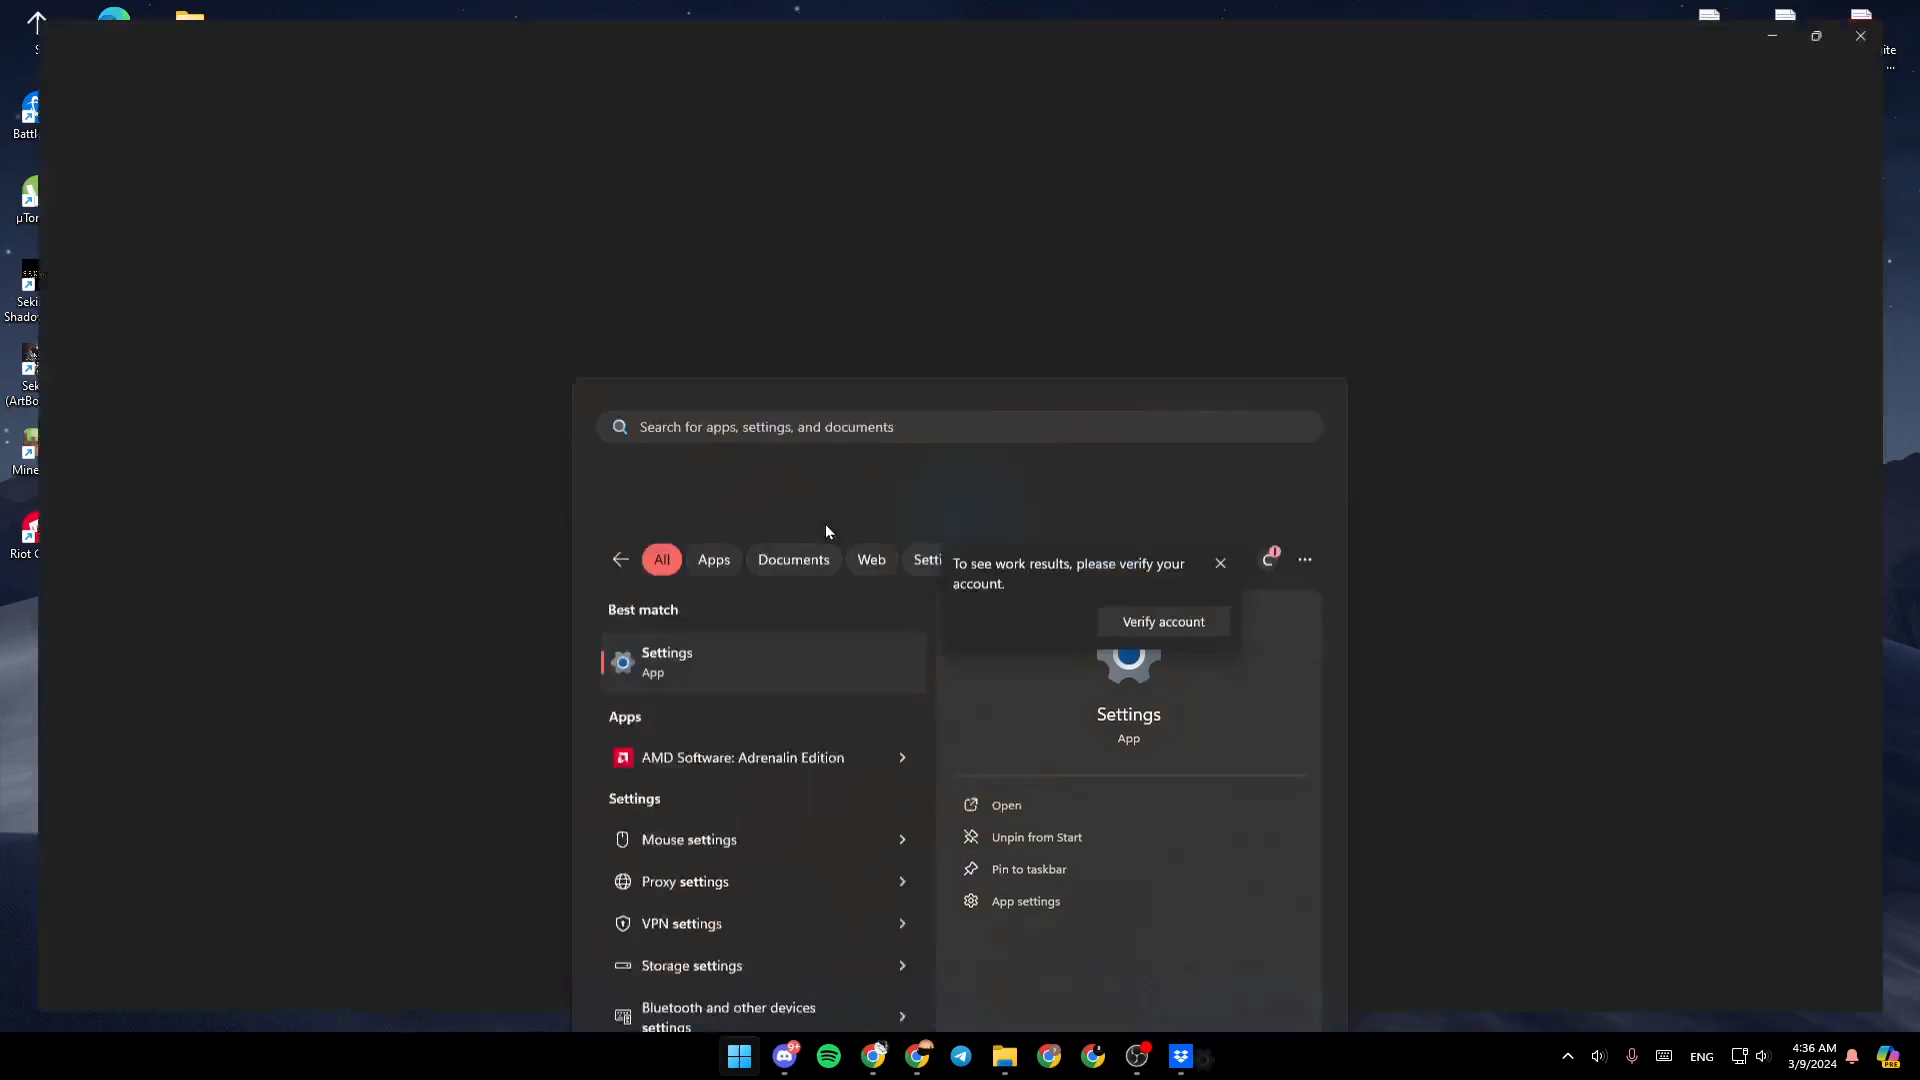 ite
...
Battl
µTor
Seki
Shado
Sek
(ArtBo
Mine
Riot C
Search for apps, settings, and documents
All
Apps
Documents
Web
Setti
To see work results, please verify your
account.
Verify account
Best match
Settings
App
Apps
AMD Software: Adrenalin Edition
Settings
Mouse settings
Proxy settings
VPN settings
Storage settings
Bluetooth and other devices
settings
Settings
App
Open
Unpin from Start
Pin to taskbar
App settings
9+
ENG
4:36 AM
3/9/2024
PRE